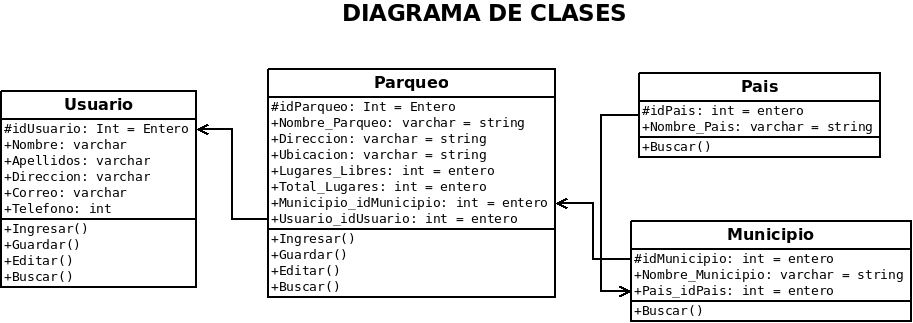 DIAGRAMA DE CLASES
Usuario
#idUsuario: Int = Entero
+Nombre: varchar
+Apellidos: varchar
+Direccion: varchar
+Correo: varchar
+Telefono: int
+Ingresar()
+Guardar()
+Editar()
+Buscar()
Parqueo
#idParqueo: Int = Entero
+Nombre_Parqueo: varchar = string
+Direccion: varchar = string
+Ubicacion: varchar = string
+Lugares_Libres: int = entero
+Total_Lugares: int = entero
+Municipio_idMunicipio: int = entero
+Usuario_idUsuario: int = entero
+Ingresar()
+Guardar()
+Editar()
+Buscar()
Pais
#idPais: int = entero
+Nombre_Pais: varchar = string
+Buscar()
Municipio
#idMunicipio: int = entero
+Nombre_Municipio: varchar = string
+Pais_idPais: int = entero
+Buscar()